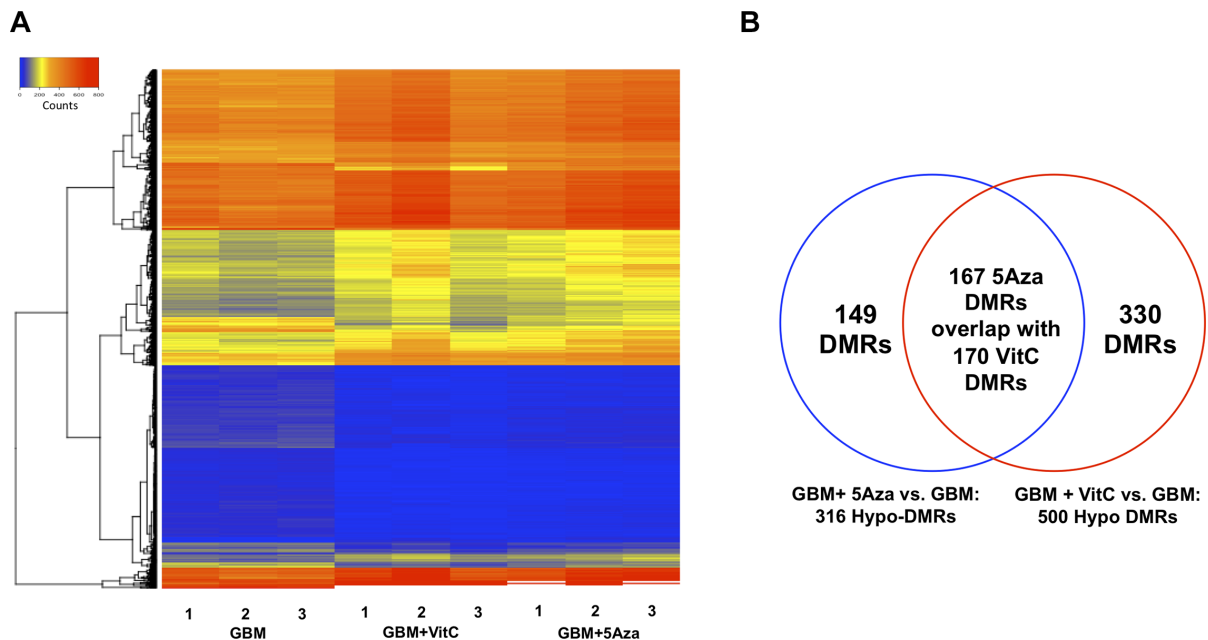 A
B
0 200 400 600 800
Counts
1 2 3 1 2 3 1 2 3
GBM GBM+VitC GBM+5Aza
149
DMRs
167 5Aza
DMRs
overlap with
170 VitC
DMRs
330
DMRs
GBM+ 5Aza vs. GBM:
316 Hypo-DMRs
GBM + VitC vs. GBM:
500 Hypo DMRs